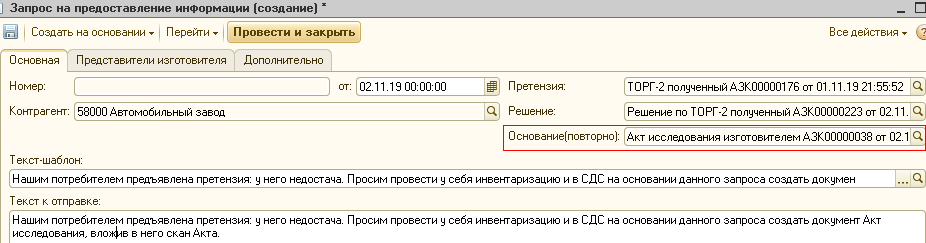 Запрос на предоставление информации (создание) *
Создать на основании Перейти Провести и закрыть Все действия ?
Основная Представители изготовителя Дополнительно
Номер: от: 02.11.19 00:00:00 Претензия: ТОРГ-2 полученный АЗК00000176 от 01.11.19 21:55:52
Контрагент: 58000 Автомобильный завод Решение: Решение по ТОРГ-2 полученный АЗК00000223 от 02.11.
Основание(повторно): Акт исследования изготовителем АЗК00000038 от 02.1
Текст-шаблон:
Нашим потребителем предъявлена претензия: у него недостача. Просим провести у себя инвентаризацию и в СДС на основании данного запроса создать докумен ...
Текст к отправке:
Нашим потребителем предъявлена претензия: у него недостача. Просим провести у себя инвентаризацию и в СДС на основании данного запроса создать документ Акт
исследования, вложив в него скан Акта.